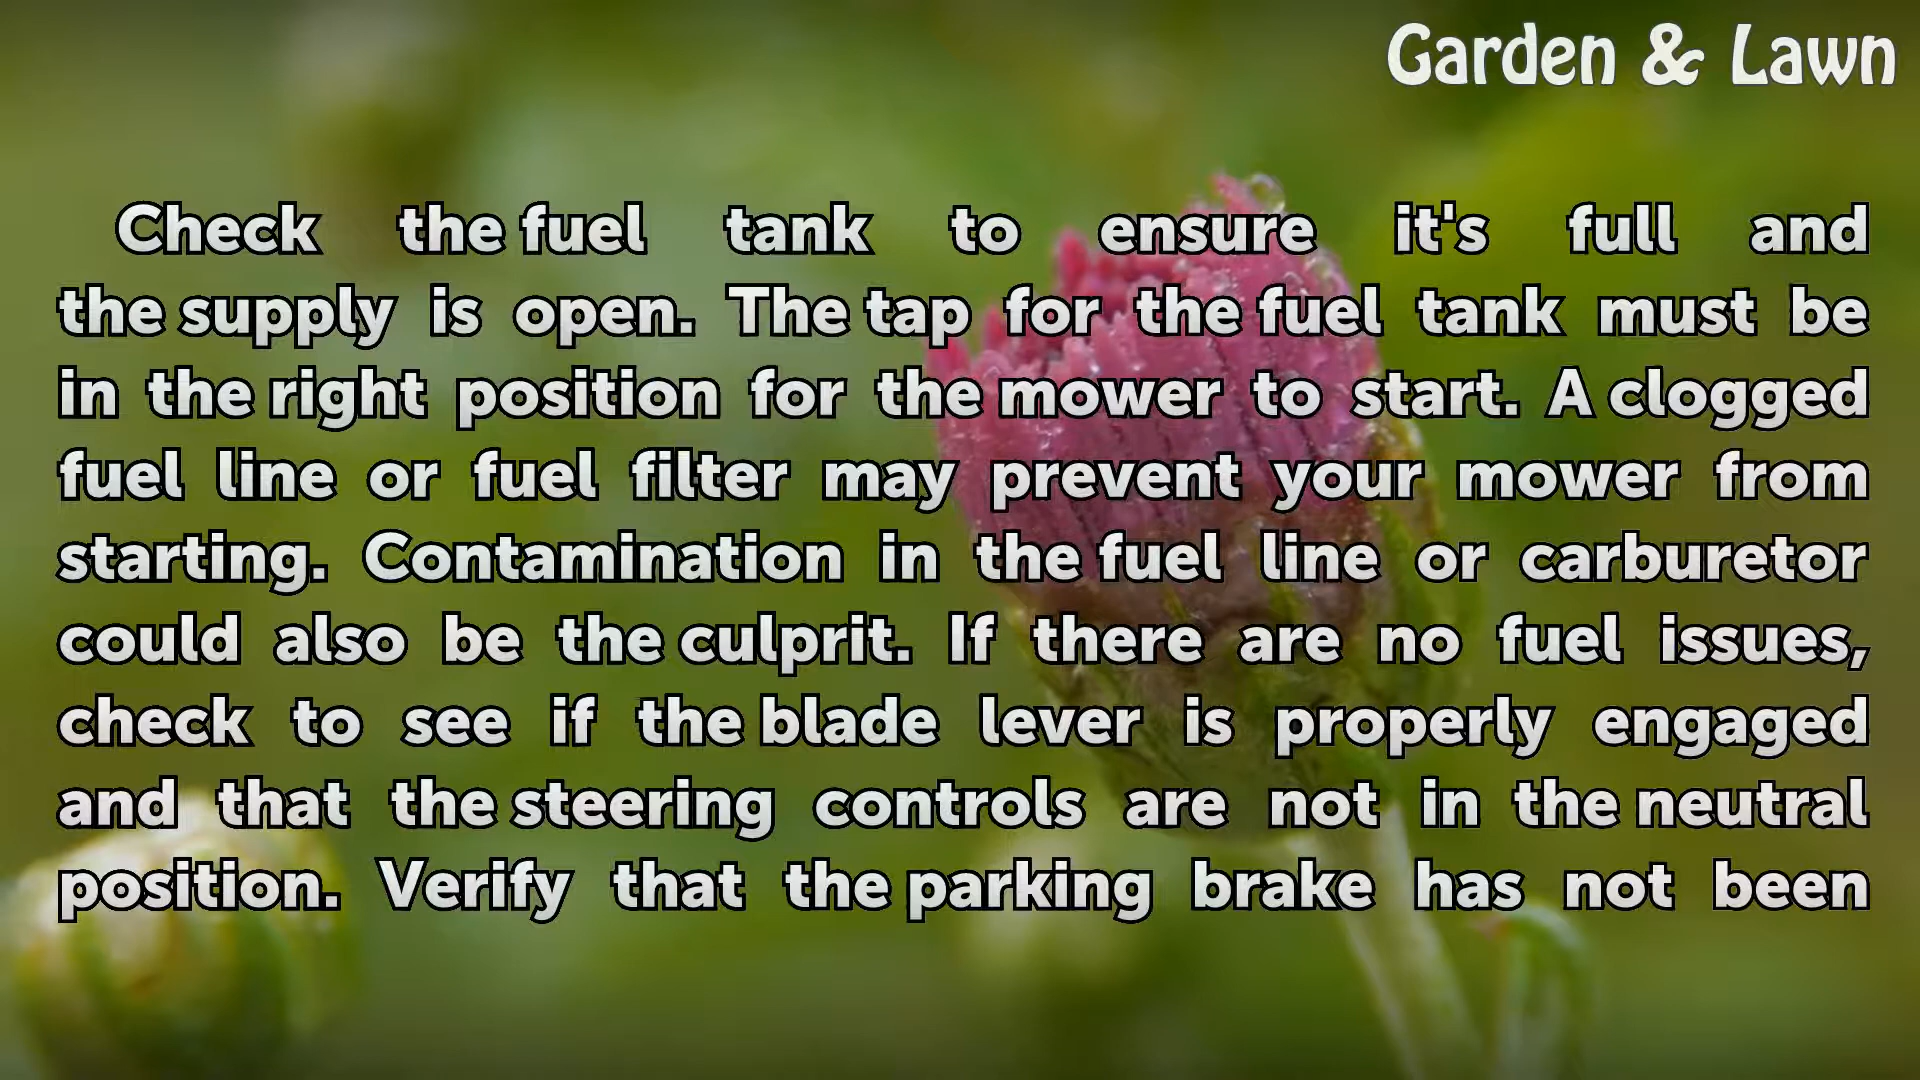 Garden & Lawn
Check the fuel tank to ensure it's full and
the supply is open. The tap for the fuel tank must be
in the right position for the mower to start. A clogged
fuel line or fuel filter may prevent your mower from
starting. Contamination in the fuel line or carburetor
could also be the culprit. If there are no fuel issues,
check to see if the blade lever is properly engaged
and that the steering controls are not in the neutral
position. Verify that the parking brake has not been